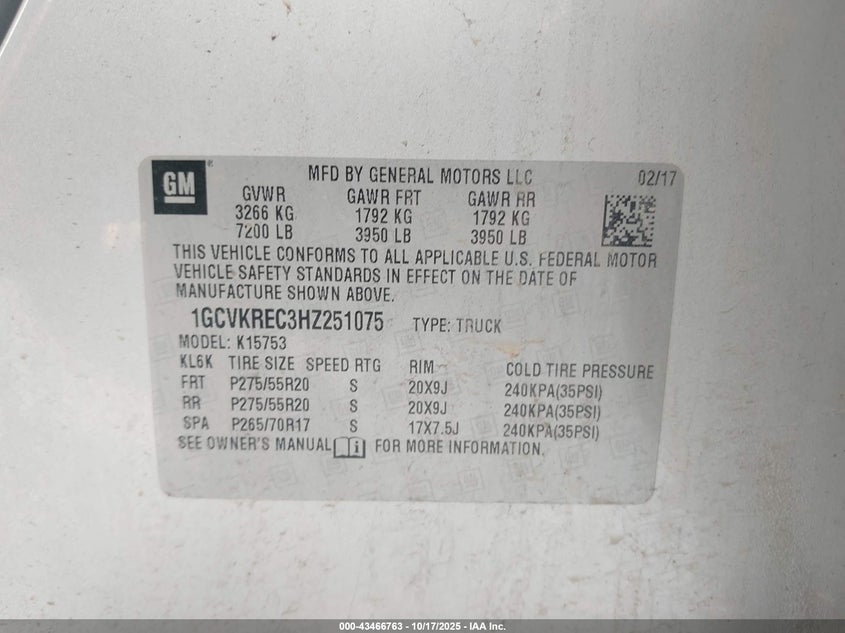 GM ®
MFD BY GENERAL MOTORS LLC 02/17
GVWR GAWR FRT GAWR RR
3266 KG 1792 KG 1792 KG
7200 LB 3950 LB 3950 LB
THIS VEHICLE CONFORMS TO ALL APPLICABLE U.S. FEDERAL MOTOR
VEHICLE SAFETY STANDARDS IN EFFECT ON THE DATE OF
MANUFACTURE SHOWN ABOVE.
1GCVKREC3HZ251075 TYPE: TRUCK
MODEL: K15753
KL6K TIRE SIZE SPEED RTG RIM COLD TIRE PRESSURE
FRT P275/55R20 S 20X9J 240KPA(35PSI)
RR P275/55R20 S 20X9J 240KPA(35PSI)
SPA P265/70R17 S 17X7.5J 240KPA(35PSI)
SEE OWNER'S MANUAL i FOR MORE INFORMATION.
000-43466763 - 10/17/2025 - IAA Inc.